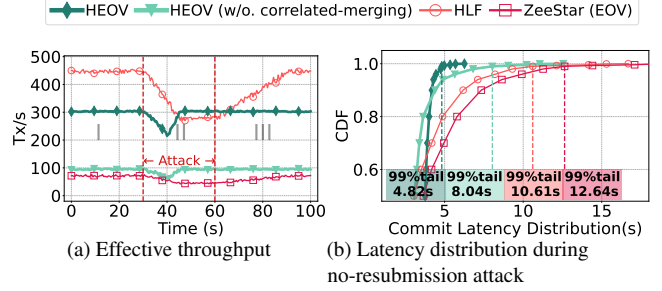 HEOV HEOV (w/o. correlated-merging) HLF ZeeStar (EOV)
Tx/s
500
400
300
200
100
0
I
II
III
← Attack →
0 20 40 60 80 100
Time (s)
(a) Effective throughput
CDF
1.0
0.8
0.6
99%tail 99%tail 99%tail 99%tail
4.82s 8.04s 10.61s 12.64s
5 10 15
Commit Latency Distribution(s)
(b) Latency distribution during
no-resubmission attack